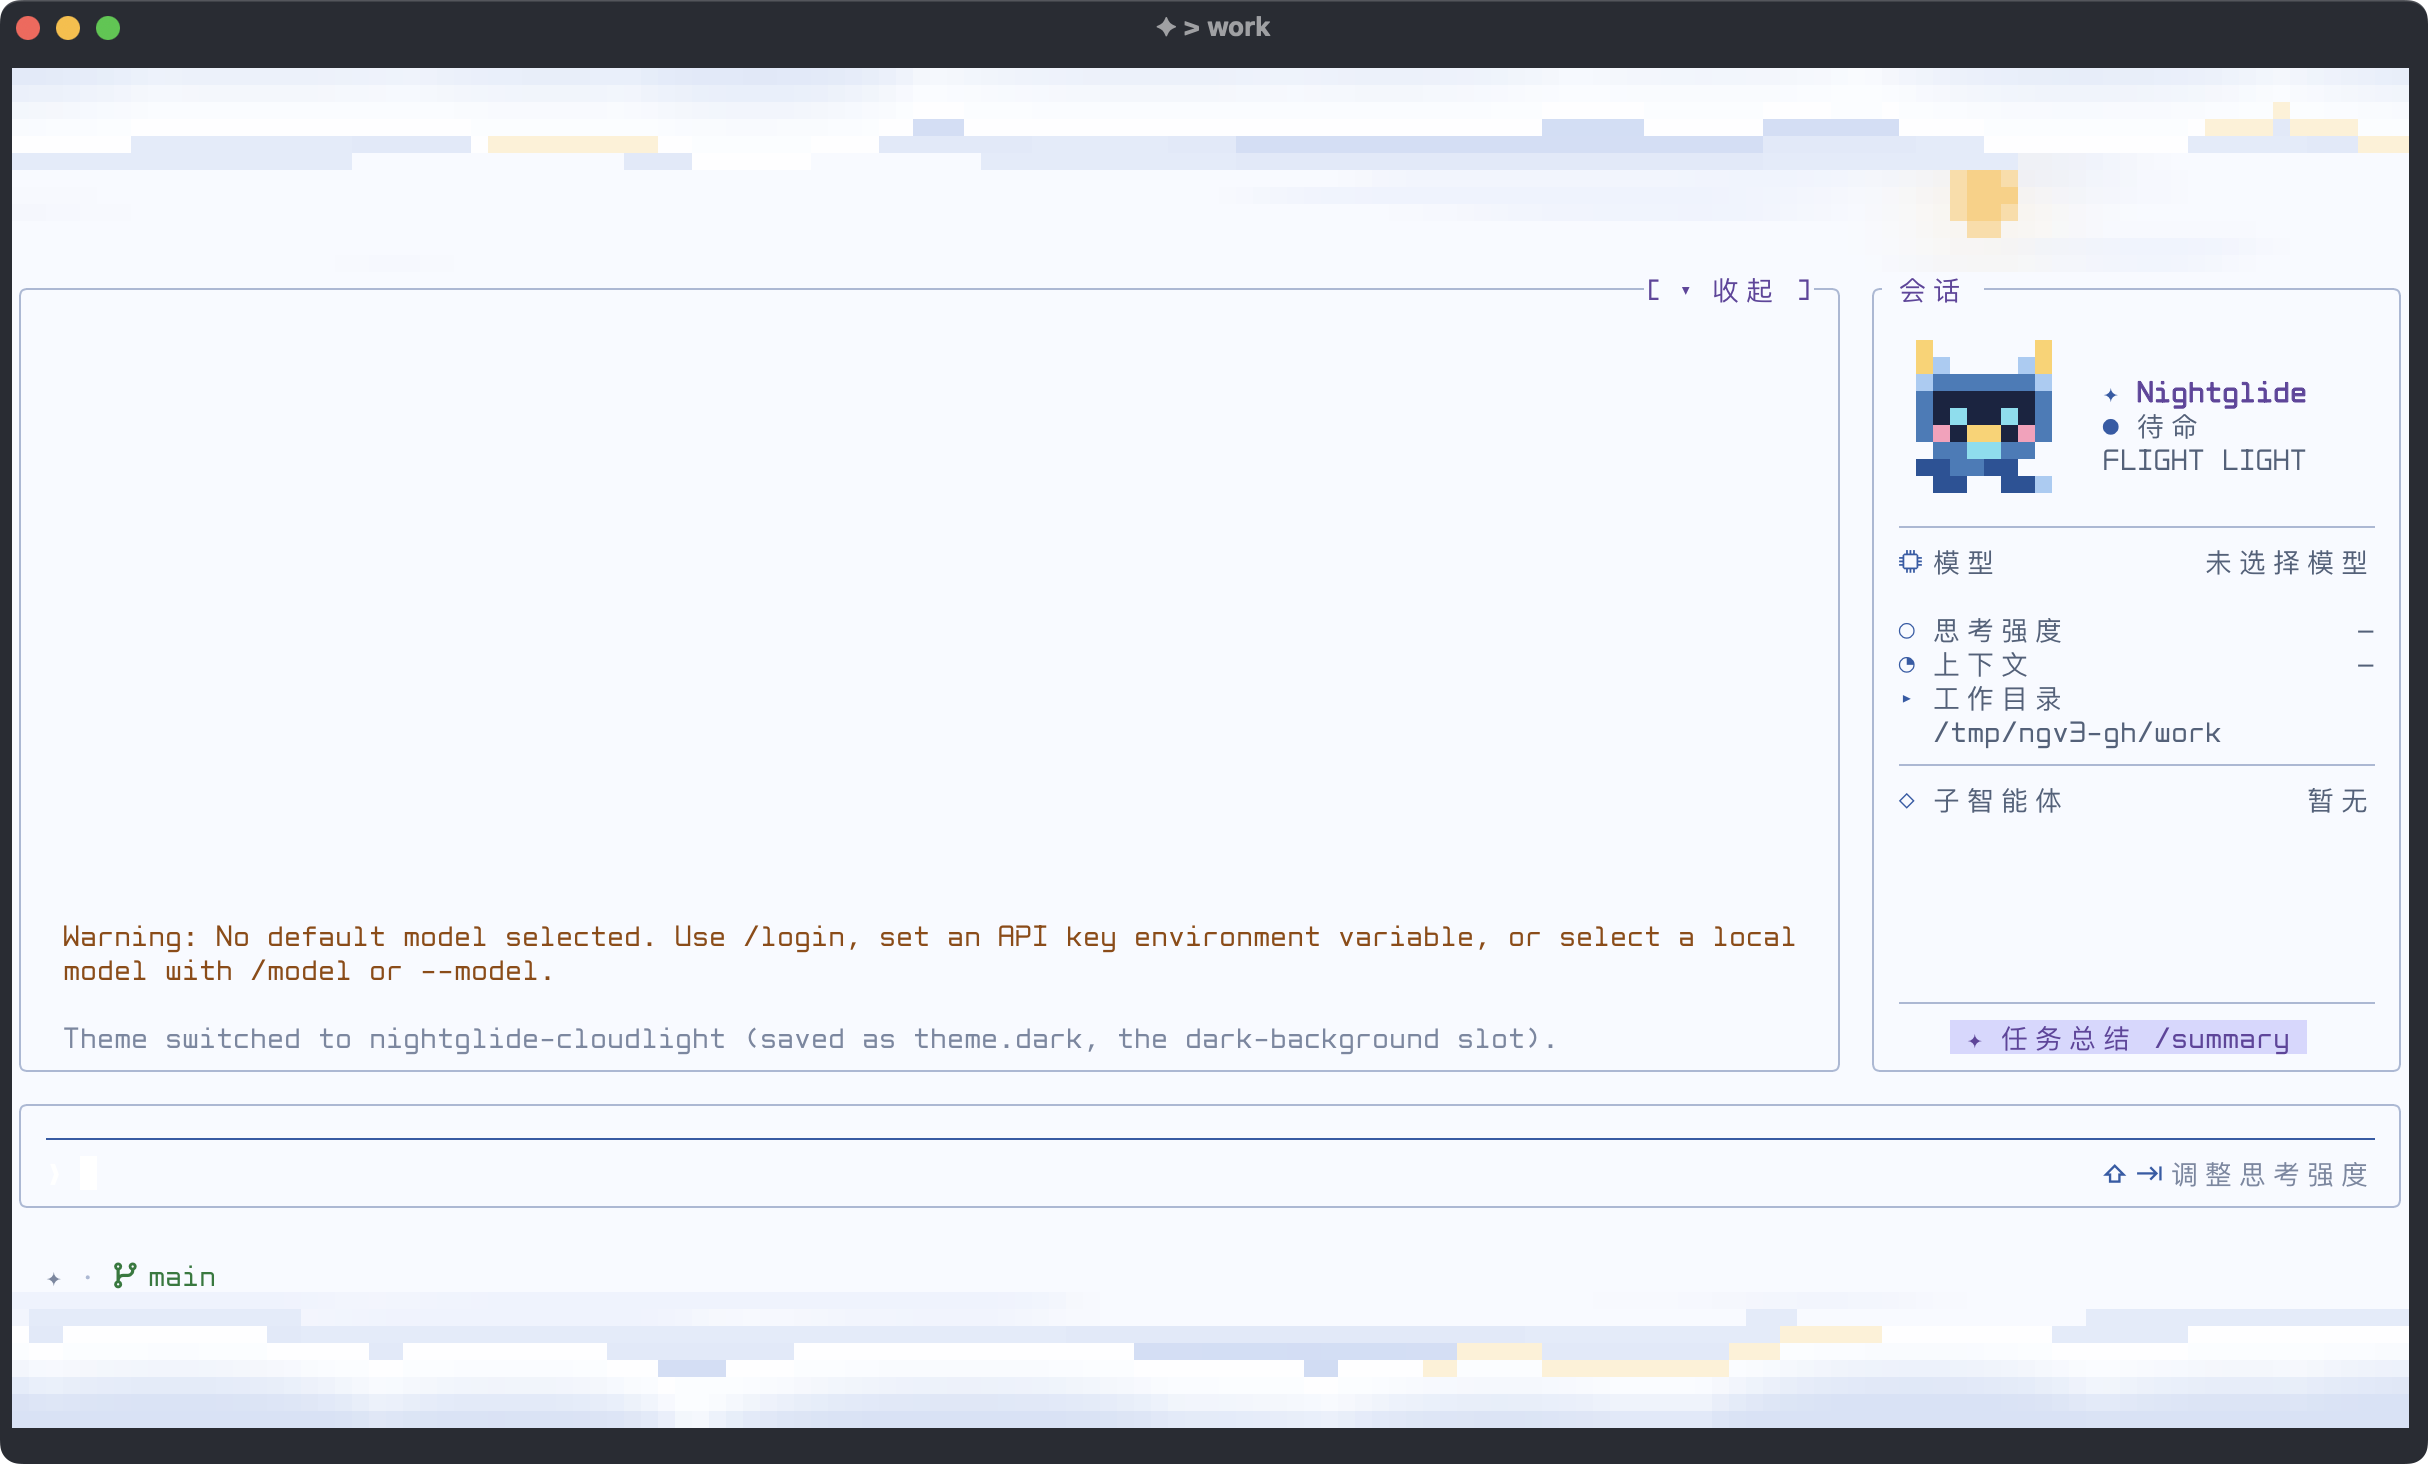 ✦ > work
[ ▾ 收起 ]
Warning: No default model selected. Use /login, set an API key environment variable, or select a local
model with /model or --model.
Theme switched to nightglide-cloudlight (saved as theme.dark, the dark-background slot).
会话
✦ Nightglide
● 待命
FLIGHT LIGHT
模型 未选择模型
○ 思考强度 —
◔ 上下文 —
▸ 工作目录
/tmp/ngv3-gh/work
◇ 子智能体 暂无
✦ 任务总结 /summary
❯
⇧ ⇥ 调整思考强度
✦ · main